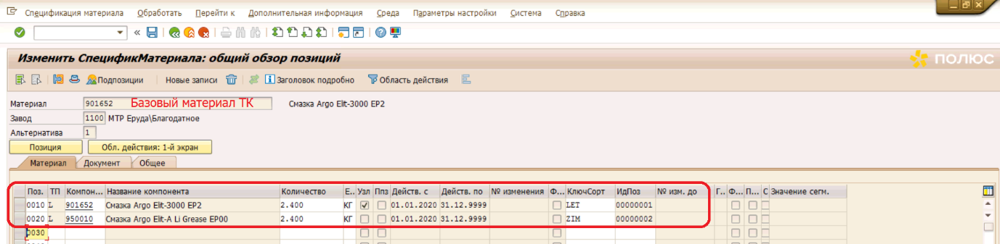 Спецификация материала Обработать Перейти к Дополнительная информация Среда Параметры настройки Система Справка
Изменить СпецификМатериала: общий обзор позиций
ПОЛЮС
Подпозиции Новые записи Заголовок подробно Область действия
Материал 901652 Базовый материал ТК Смазка Argo Elit-3000 EP2
Завод 1100 МТР Еруда\Благодатное
Альтернатива 1
Позиция Обл. действия: 1-й экран
Материал Документ Общее
Поз. ТП Компон... Название компонента Количество Е.. Узл Ппз Действ. с Действ. по № изменения Ф... КлючСорт ИдПоз № изм. до Г.. Ф... П... С Значение сегм.
0010 L 901652 Смазка Argo Elit-3000 EP2 2.400 КГ 01.01.2020 31.12.9999 LET 00000001
0020 L 950010 Смазка Argo Elit-A Li Grease EP00 2.400 КГ 01.01.2020 31.12.9999 ZIM 00000002
0030